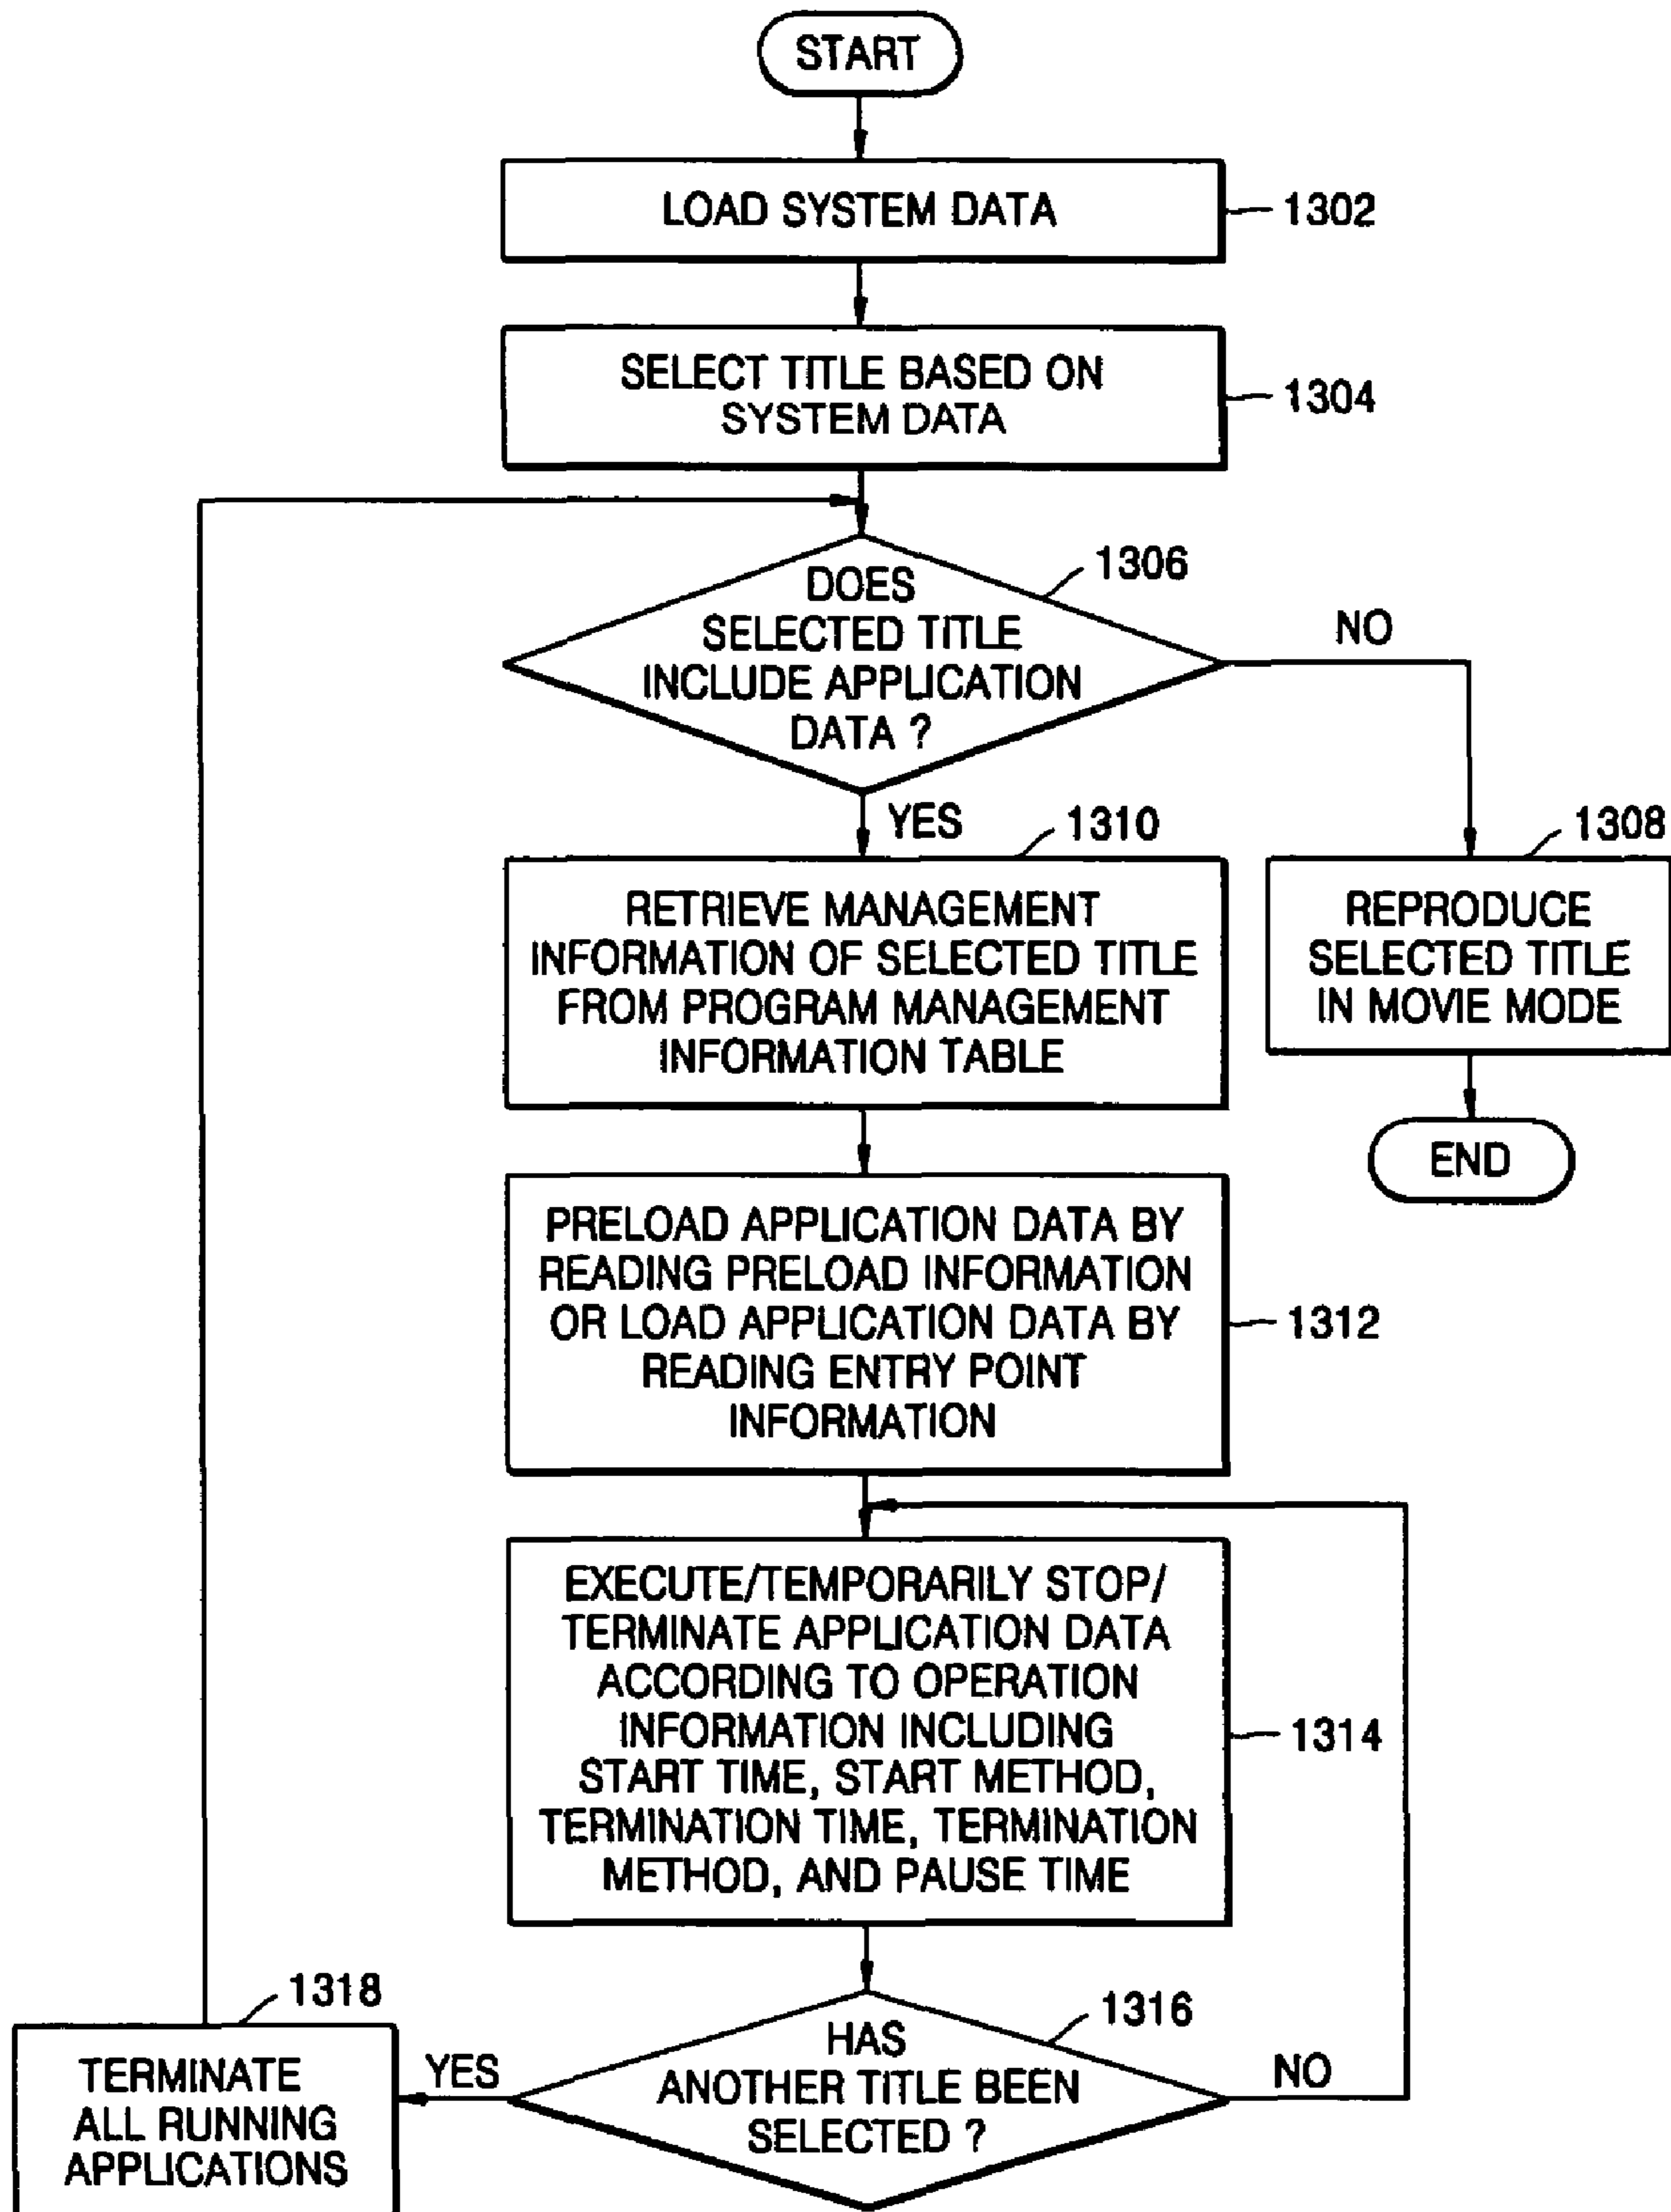 START
LOAD SYSTEM DATA
1302
SELECT TITLE BASED ON
SYSTEM DATA
1304
1306
DOES
SELECTED TITLE
INCLUDE APPLICATION
DATA ?
NO
YES
1310
1308
RETRIEVE MANAGEMENT
INFORMATION OF SELECTED TITLE
FROM PROGRAM MANAGEMENT
INFORMATION TABLE
REPRODUCE
SELECTED TITLE
IN MOVIE MODE
END
PRELOAD APPLICATION DATA BY
READING PRELOAD INFORMATION
OR LOAD APPLICATION DATA BY
READING ENTRY POINT
INFORMATION
1312
EXECUTE/TEMPORARILY STOP/
TERMINATE APPLICATION DATA
ACCORDING TO OPERATION
INFORMATION INCLUDING
START TIME, START METHOD,
TERMINATION TIME, TERMINATION
METHOD, AND PAUSE TIME
1314
1318
1316
HAS
ANOTHER TITLE BEEN
SELECTED ?
YES
NO
TERMINATE
ALL RUNNING
APPLICATIONS